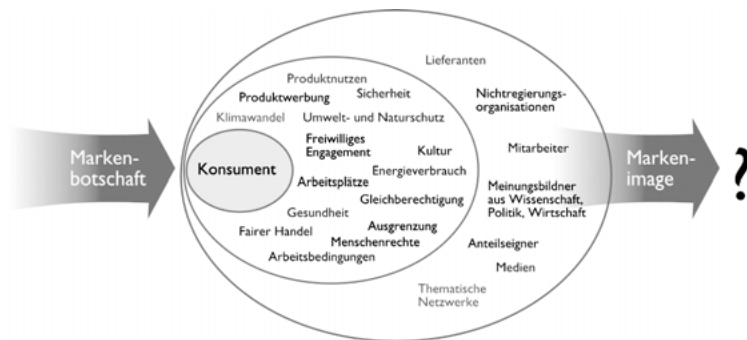 Lieferanten
Produktnutzen
Produktwerbung
Sicherheit
Nichtregierungs-
organisationen
Klimawandel
Umwelt- und Naturschutz
Freiwilliges
Engagement
Kultur
Mitarbeiter
Marken-
botschaft
Konsument
Energieverbrauch
Marken-
image
?
Arbeitsplätze
Gleichberechtigung
Meinungsbildner
aus Wissenschaft,
Politik, Wirtschaft
Gesundheit
Fairer Handel
Ausgrenzung
Menschenrechte
Anteilseigner
Arbeitsbedingungen
Medien
Thematische
Netzwerke